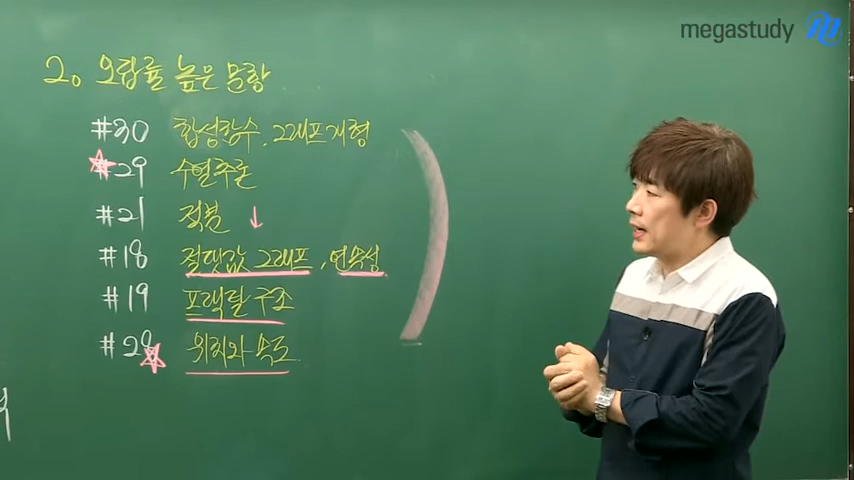 megastudy
2. 오답률 높은 문항
#30 합성함수, 그래프개형
#29 수열추론
#21 적분 ↓
#18 절댓값 그래프, 연속성
#19 프랙탈 구조
#28 위치와 속도